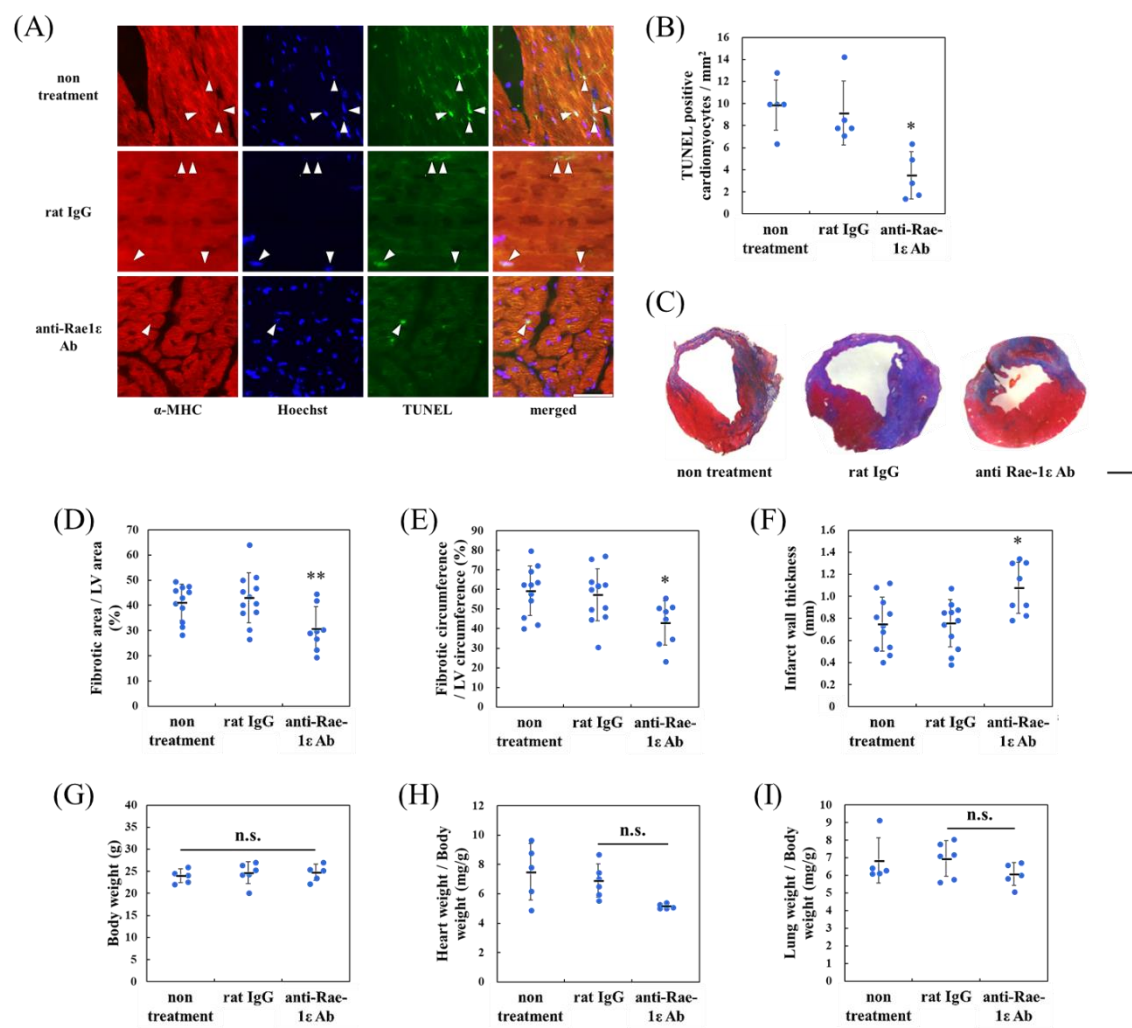 (A)
non
treatment
rat IgG
anti-Rae1ε
Ab
α-MHC
Hoechst
TUNEL
merged
(B)
TUNEL positive
cardiomyocytes / mm²
16
14
12
10
8
6
4
2
0
*
non
treatment
rat IgG
anti-Rae-
1ε Ab
(C)
non treatment
rat IgG
anti Rae-1ε Ab
(D)
Fibrotic area / LV area
(%)
70
60
50
40
30
20
10
0
**
non
treatment
rat IgG
anti-Rae-
1ε Ab
(E)
Fibrotic circumference
/ LV circumference (%)
90
80
70
60
50
40
30
20
10
0
*
non
treatment
rat IgG
anti-Rae-
1ε Ab
(F)
Infarct wall thickness
(mm)
1.6
1.4
1.2
1
0.8
0.6
0.4
0.2
0
*
non
treatment
rat IgG
anti-Rae-
1ε Ab
(G)
Body weight (g)
40
35
30
25
20
15
10
5
0
n.s.
non
treatment
rat IgG
anti-Rae-
1ε Ab
(H)
Heart weight / Body
weight (mg/g)
12
10
8
6
4
2
0
n.s.
non
treatment
rat IgG
anti-Rae-
1ε Ab
(I)
Lung weight / Body
weight (mg/g)
10
9
8
7
6
5
4
3
2
1
0
n.s.
non
treatment
rat IgG
anti-Rae-
1ε Ab